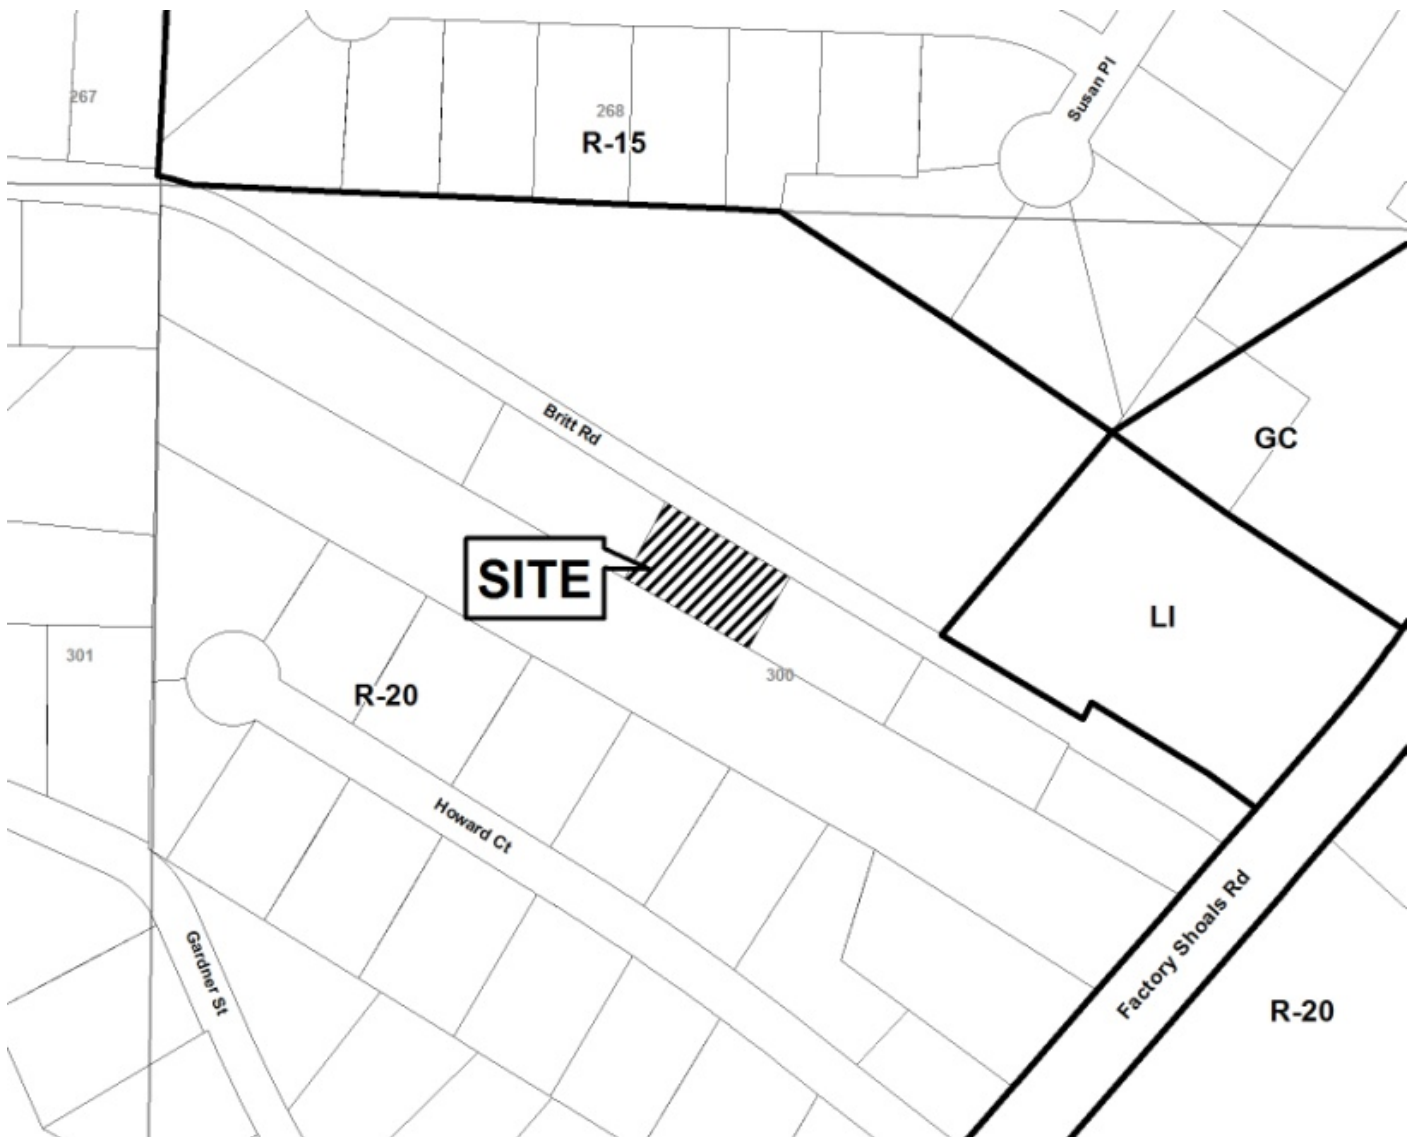 267
268
R-15
Susan Pl
Britt Rd
GC
SITE
LI
301
300
R-20
Howard Ct
Gardner St
Factory Shoals Rd
R-20